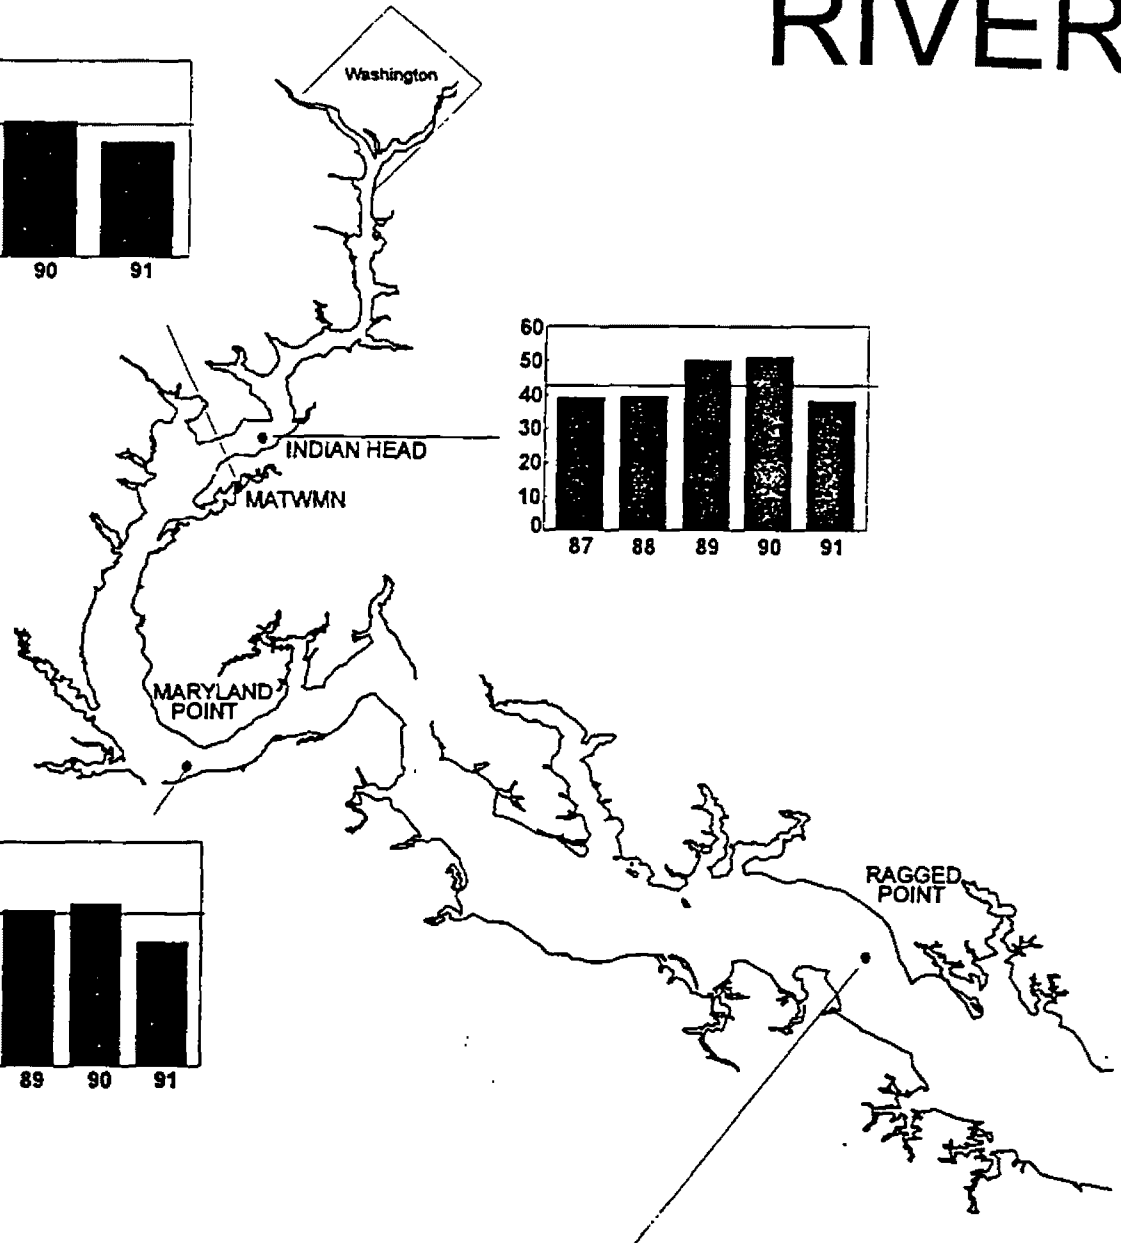 RIVER
Washington
90 91
60
50
40
30
20
10
0
87 88 89 90 91
INDIAN HEAD
MATWMN
MARYLAND
POINT
RAGGED
POINT
89 90 91